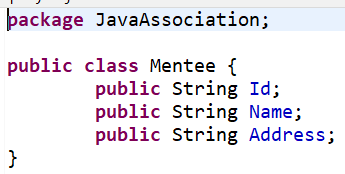 package JavaAssociation;
public class Mentee {
public String Id;
public String Name;
public String Address;
}